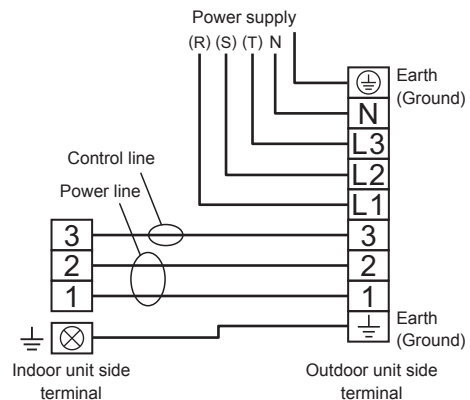 Power supply
(R) (S) (T) N
Earth
(Ground)
N
L3
L2
L1
Control line
Power line
3
3
2
2
1
1
Earth
(Ground)
Indoor unit side
terminal
Outdoor unit side
terminal